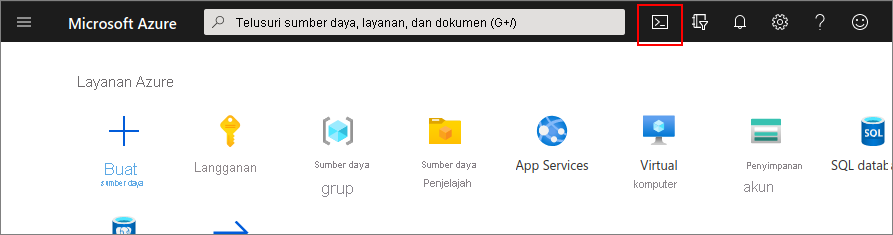 Microsoft Azure
Telusuri sumber daya, layanan, dan dokumen (G+/)
Layanan Azure
Buat
sumber daya
Langganan
Sumber daya
grup
Sumber daya
Penjelajah
App Services
Virtual
komputer
Penyimpanan
akun
SQL
SQL datab